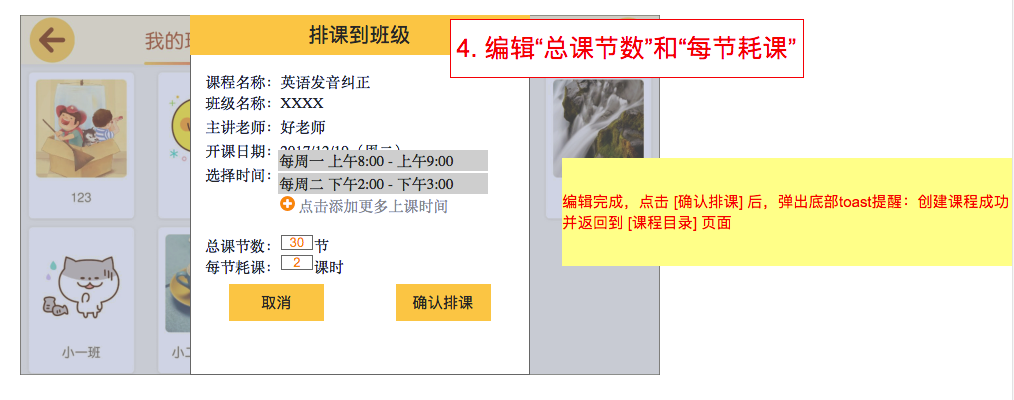 我的班
排课到班级
4. 编辑“总课节数”和“每节耗课”
课程名称：英语发音纠正
班级名称：XXXX
主讲老师：好老师
开课日期：2017/12/19（周二）
选择时间：
每周一 上午8:00 - 上午9:00
每周二 下午2:00 - 下午3:00
点击添加更多上课时间
总课节数：30 节
每节耗课：2 课时
取消
确认排课
123
小一班
小二
编辑完成，点击 [确认排课] 后，弹出底部toast提醒：创建课程成功
并返回到 [课程目录] 页面